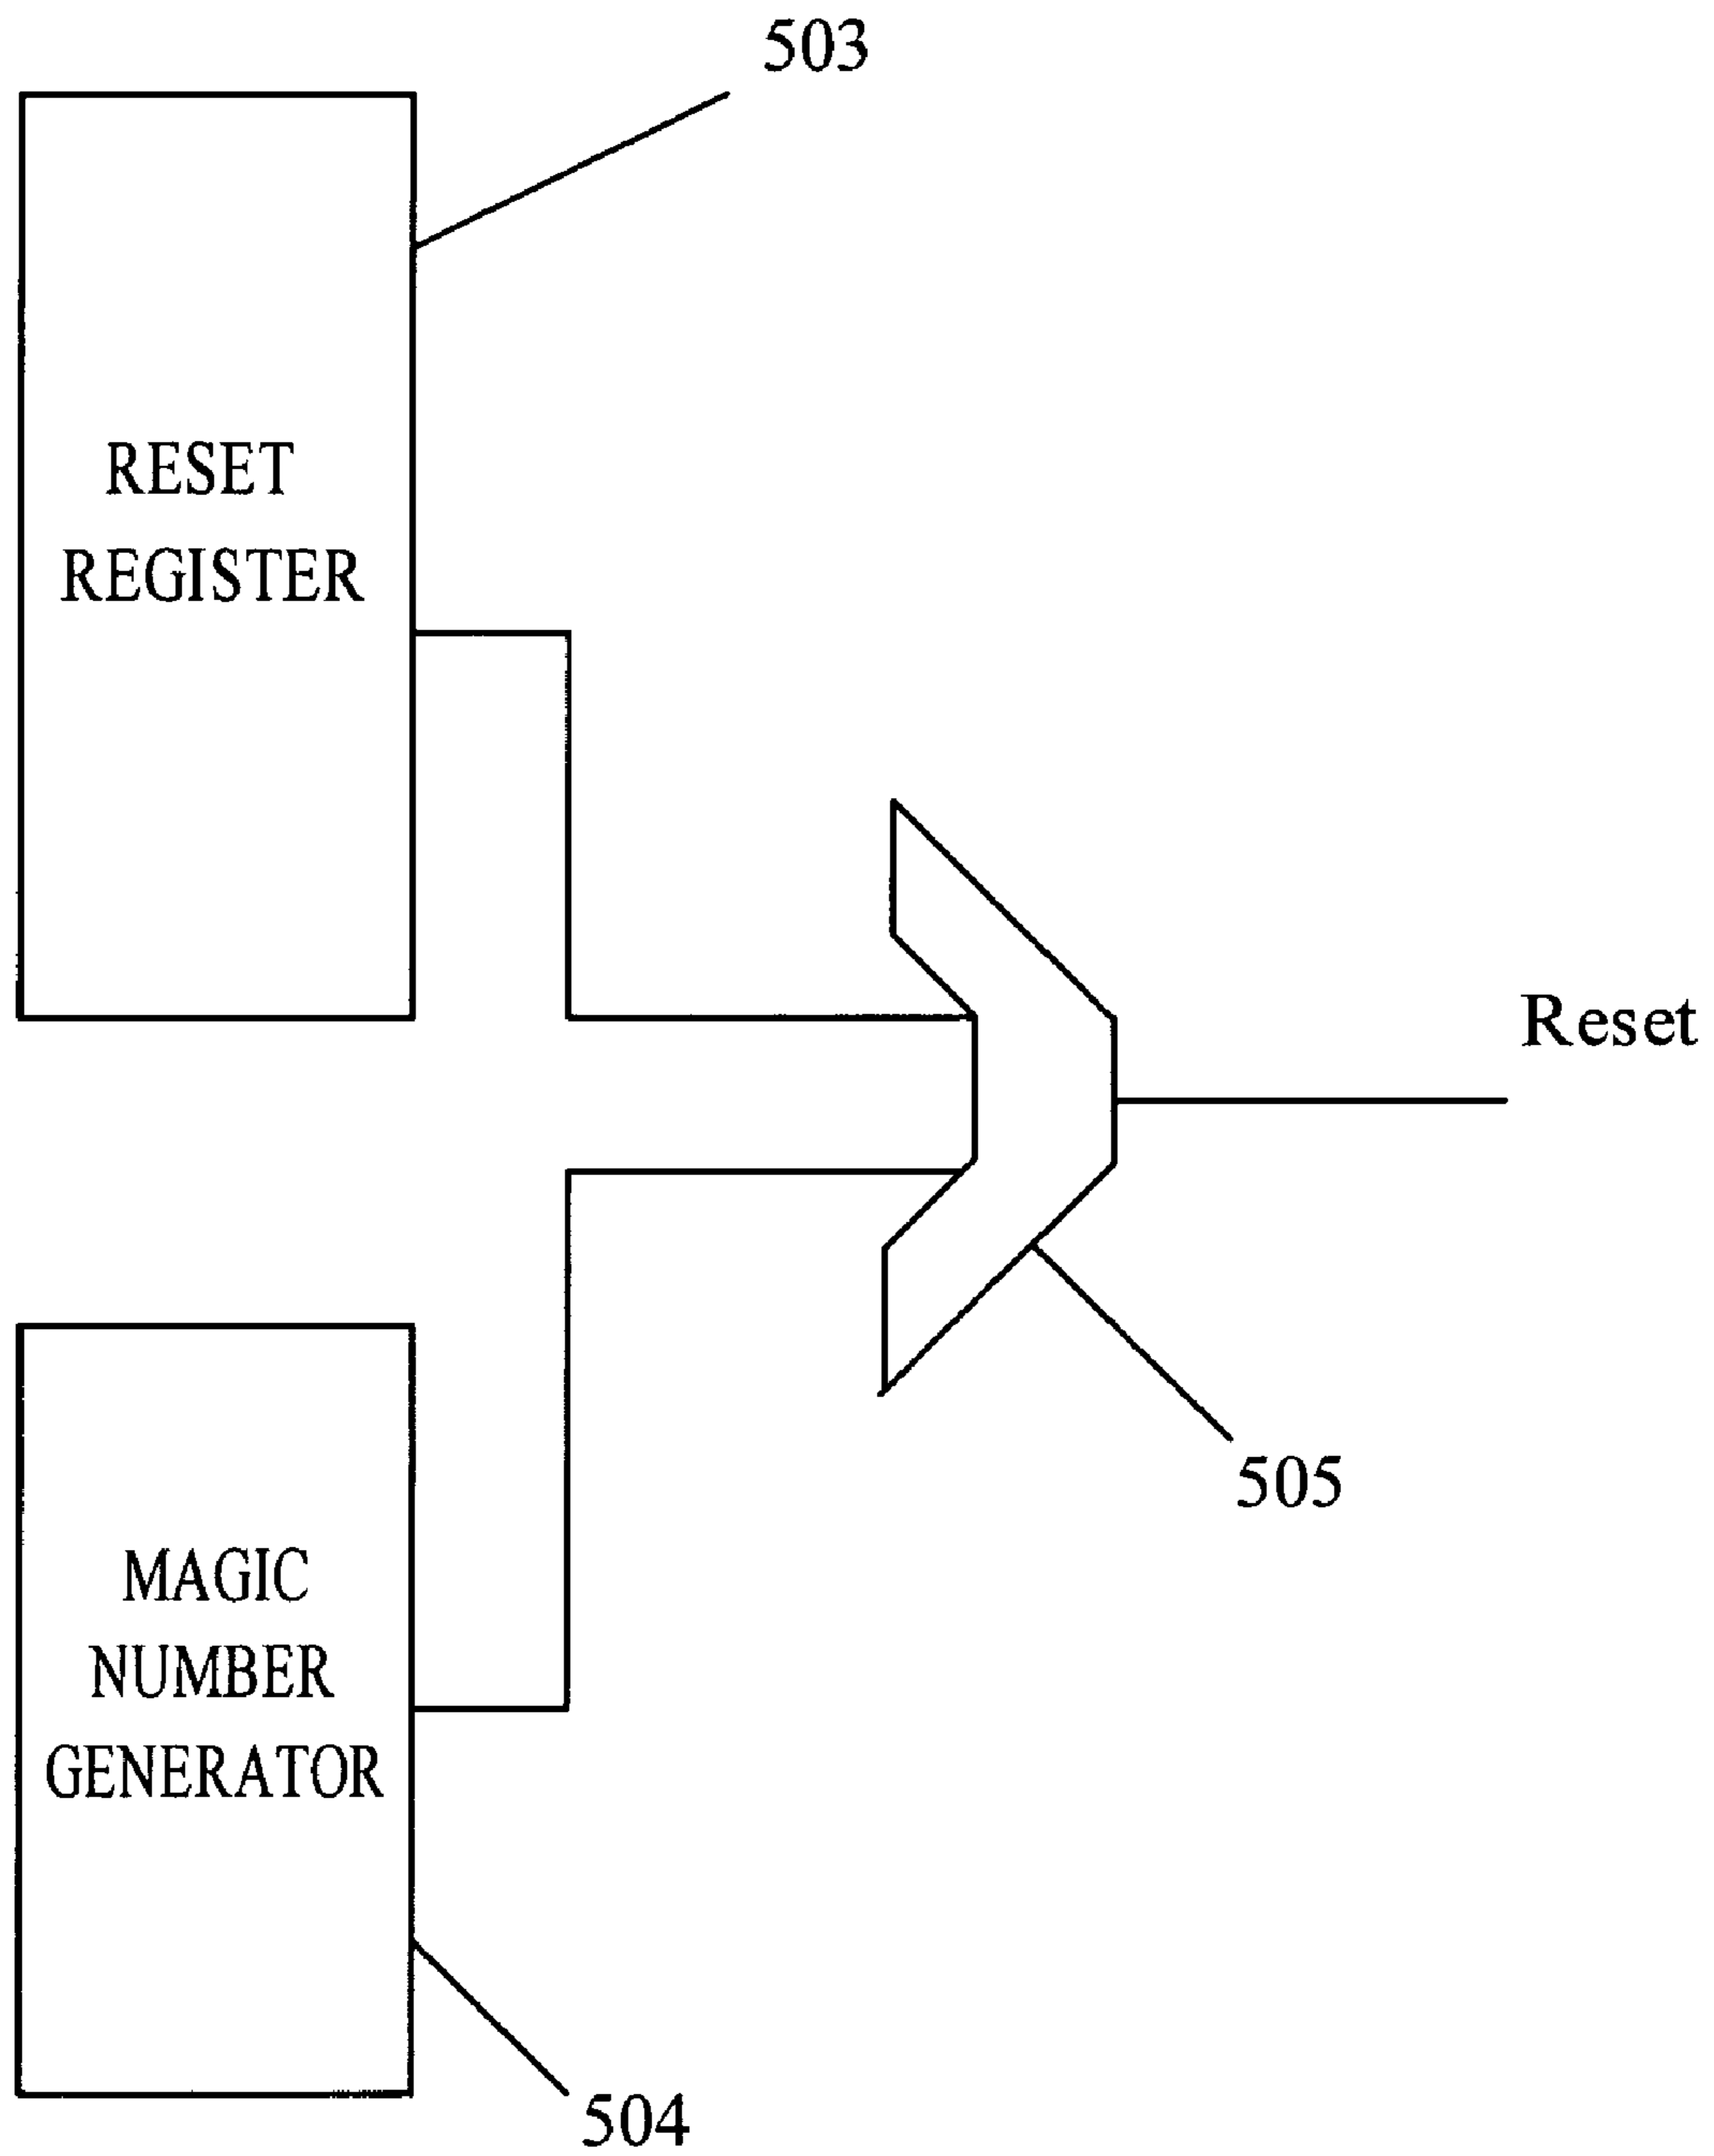 503
RESET
REGISTER
Reset
505
MAGIC
NUMBER
GENERATOR
504